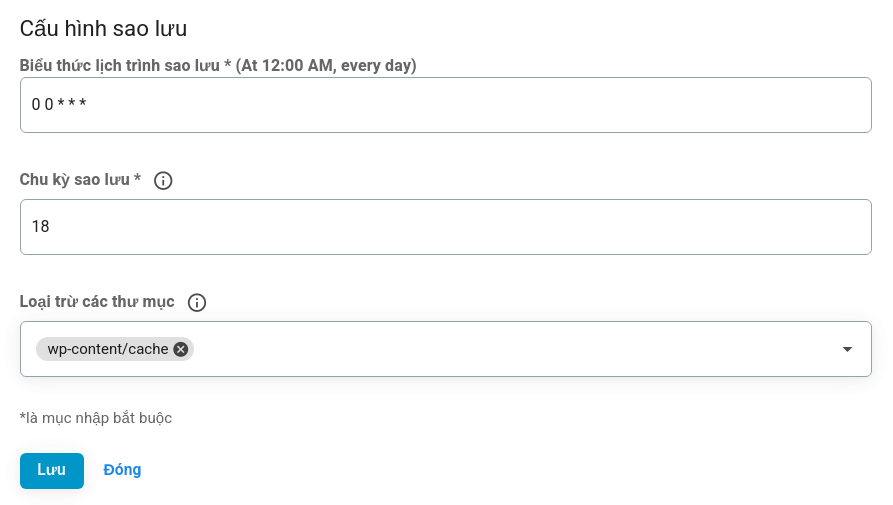 Cấu hình sao lưu
Biểu thức lịch trình sao lưu * (At 12:00 AM, every day)
0 0 * * *
Chu kỳ sao lưu *
18
Loại trừ các thư mục
wp-content/cache
*là mục nhập bắt buộc
Lưu Đóng